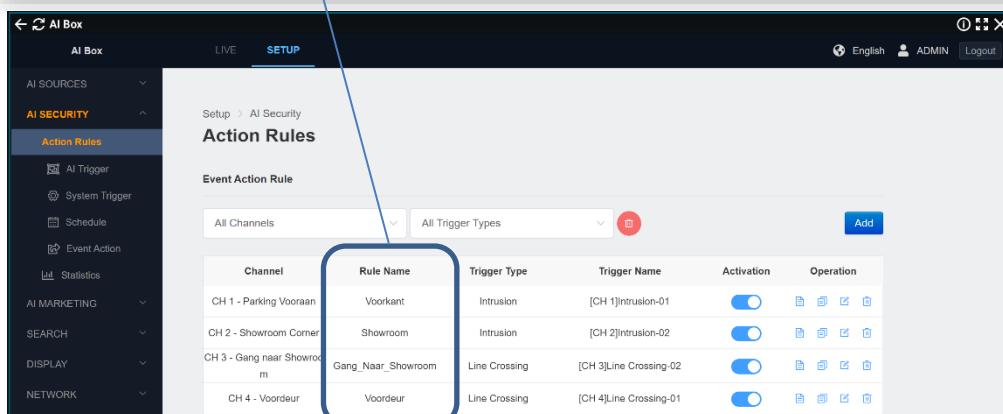 AI Box
AI Box LIVE SETUP English ADMIN Logout
AI SOURCES
AI SECURITY
Action Rules
AI Trigger
System Trigger
Schedule
Event Action
Statistics
AI MARKETING
SEARCH
DISPLAY
NETWORK
Setup > AI Security
Action Rules
Event Action Rule
All Channels All Trigger Types Add
Channel Rule Name Trigger Type Trigger Name Activation Operation
CH 1 - Parking Vooraan Voorkant Intrusion [CH 1]Intrusion-01
CH 2 - Showroom Corner Showroom Intrusion [CH 2]Intrusion-02
CH 3 - Gang naar Showroo
m Gang_Naar_Showroom Line Crossing [CH 3]Line Crossing-02
CH 4 - Voordeur Voordeur Line Crossing [CH 4]Line Crossing-01